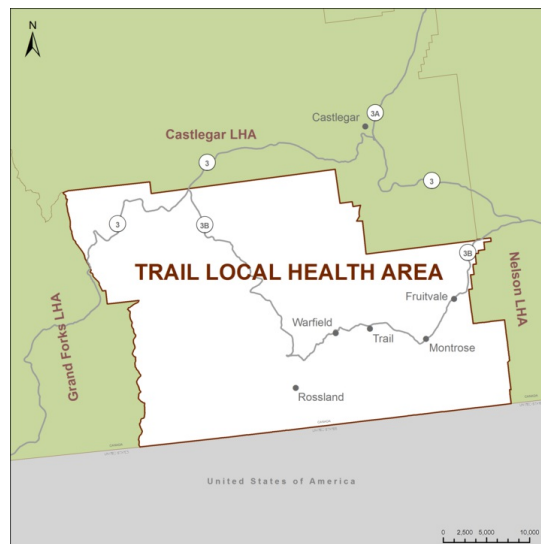 N
Castlegar
3A
Castlegar LHA
3
3
3
3B
TRAIL LOCAL HEALTH AREA
3B
Nelson LHA
Grand Forks LHA
Fruitvale
Warfield
Trail
Montrose
Rossland
United States of America
0 2,500 5,000 10,000